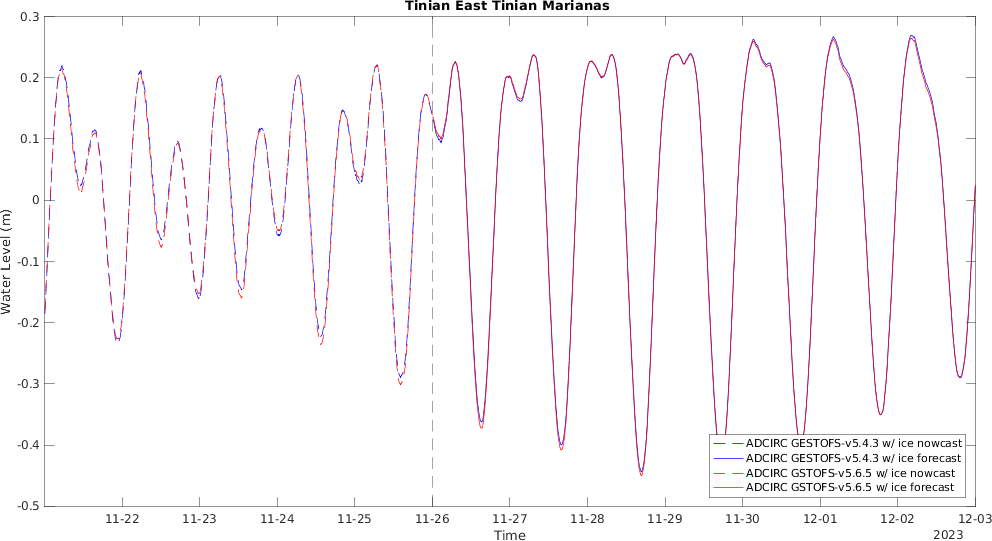 Tinian East Tinian Marianas
0.3
0.2
0.1
0
-0.1
-0.2
-0.3
-0.4
-0.5
Water Level (m)
11-22 11-23 11-24 11-25 11-26 11-27 11-28 11-29 11-30 12-01 12-02 12-03
Time
2023
ADCIRC GESTOFS-v5.4.3 w/ ice nowcast
ADCIRC GESTOFS-v5.4.3 w/ ice forecast
ADCIRC GSTOFS-v5.6.5 w/ ice nowcast
ADCIRC GSTOFS-v5.6.5 w/ ice forecast